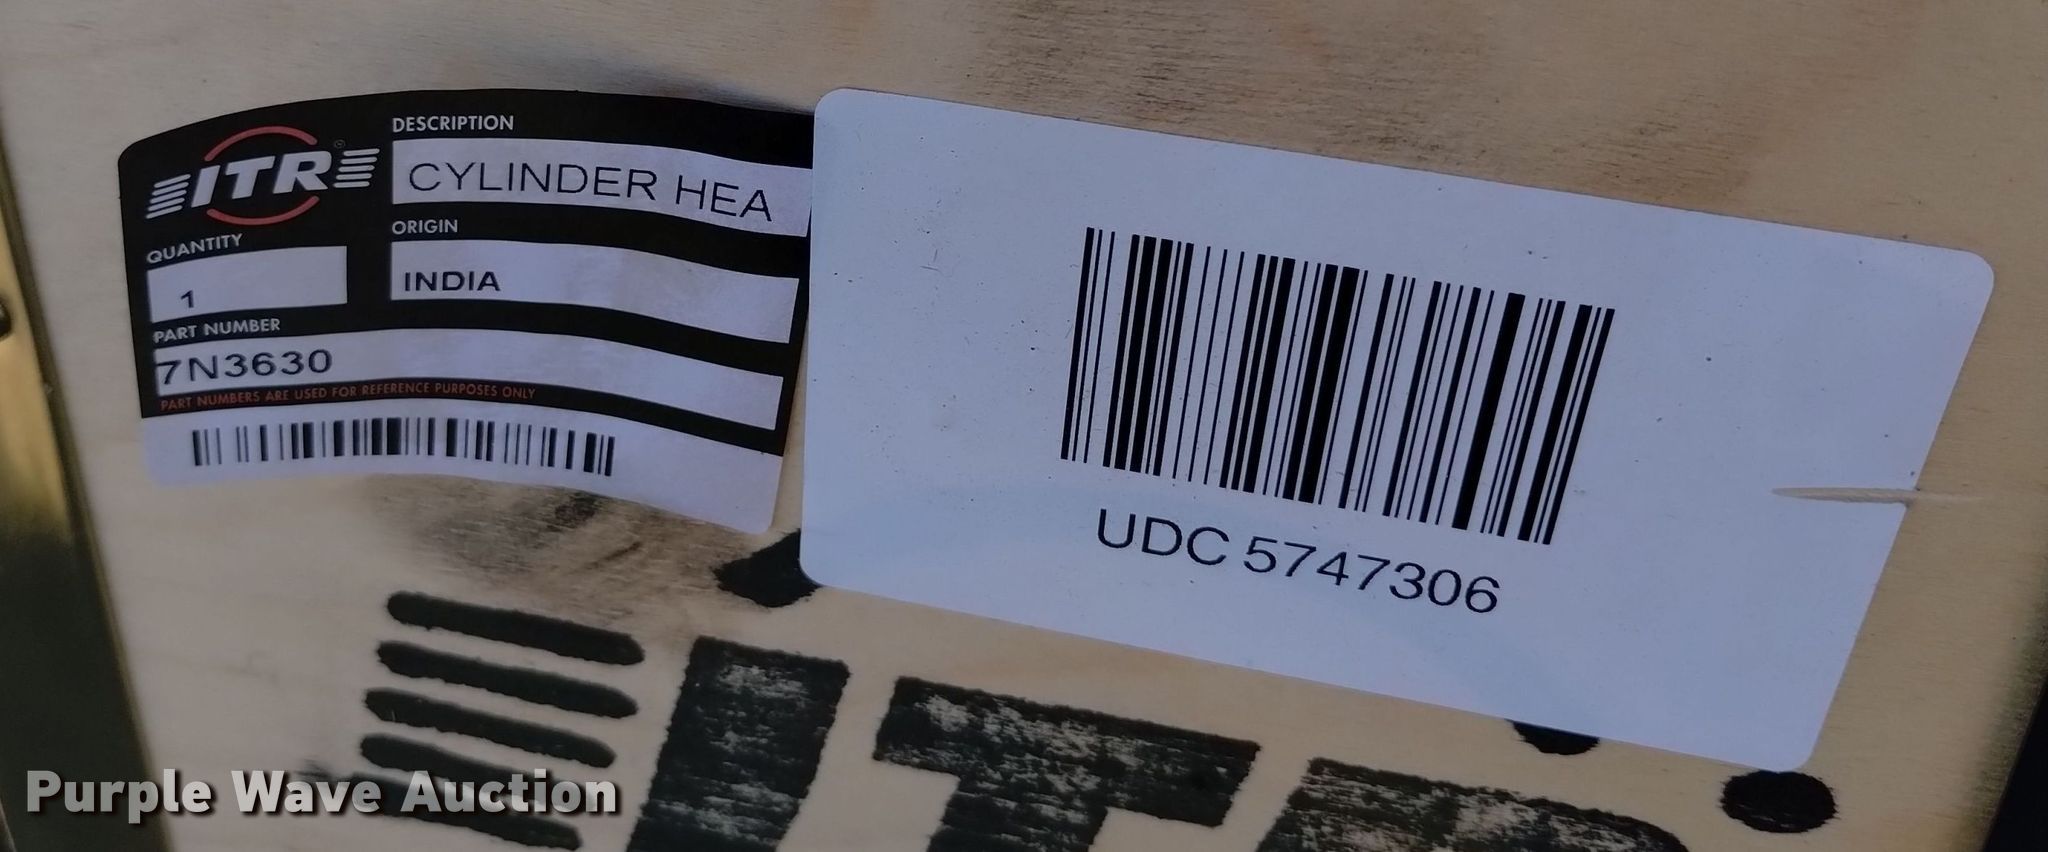 ITR®
DESCRIPTION
CYLINDER HEA
QUANTITY
1
ORIGIN
INDIA
PART NUMBER
7N3630
PART NUMBERS ARE USED FOR REFERENCE PURPOSES ONLY
UDC 5747306
ITR
Purple Wave Auction